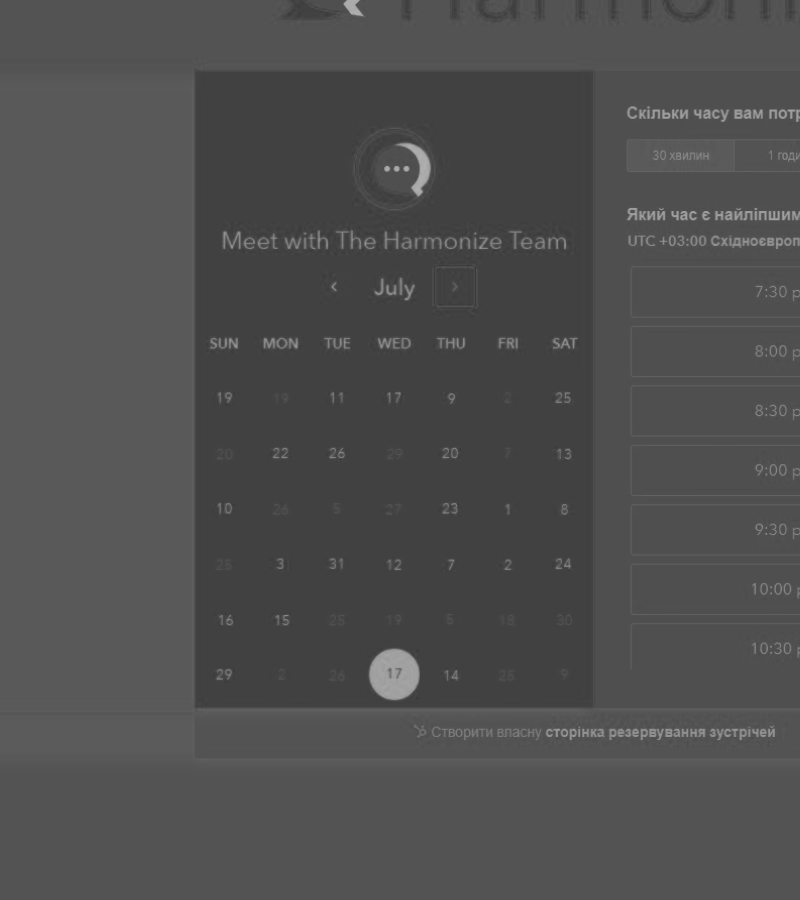 Harmoni
Meet with The Harmonize Team
July
SUN MON TUE WED THU FRI SAT
19 19 11 17 9 2 25
20 22 26 29 20 7 13
10 26 5 27 23 1 8
25 3 31 12 7 2 24
16 15 25 19 5 18 30
29 2 26 17 14 28 9
Скільки часу вам потр
30 хвилин 1 годи
Який час є найліпшим
UTC +03:00 Східноєвроп
7:30 p
8:00 p
8:30 p
9:00 p
9:30 p
10:00 p
10:30 p
Створити власну сторінка резервування зустрічей